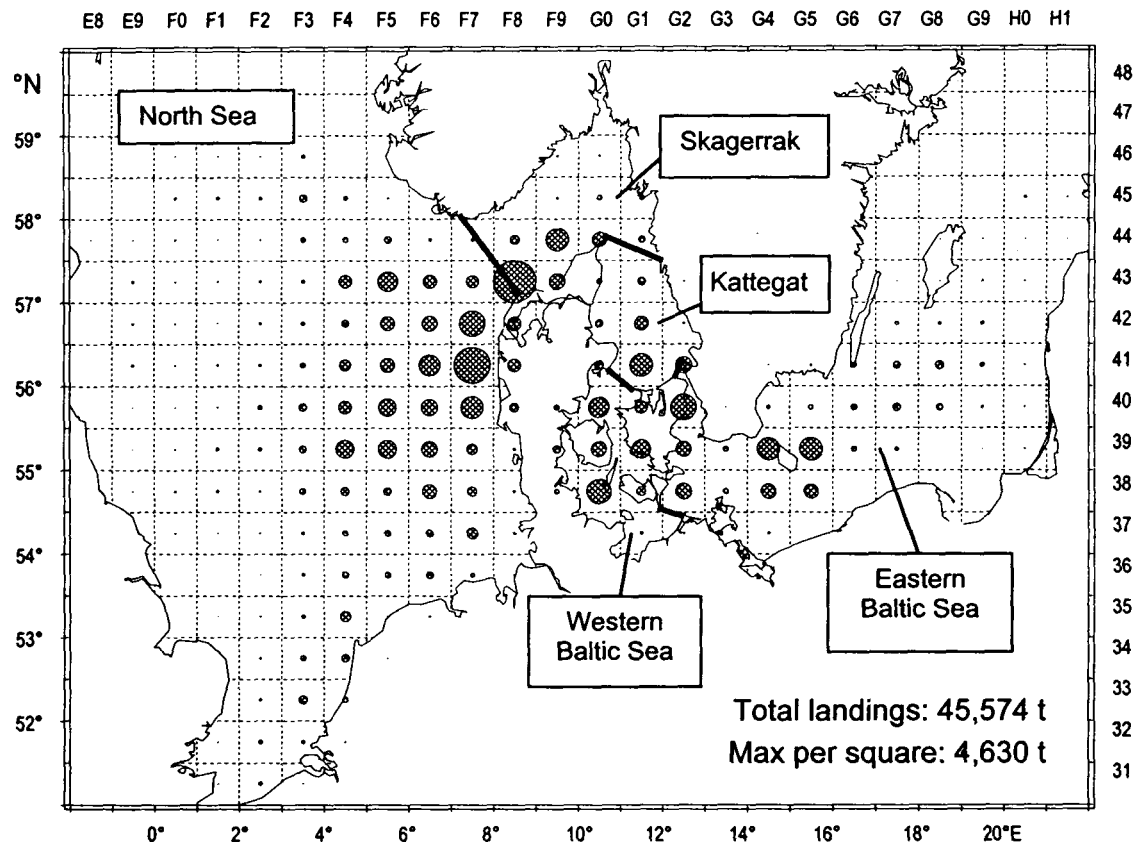 E8 E9 F0 F1 F2 F3 F4 F5 F6 F7 F8 F9 G0 G1 G2 G3 G4 G5 G6 G7 G8 G9 H0 H1
°N
59°
58°
57°
56°
55°
54°
53°
52°
North Sea
Skagerrak
Kattegat
Eastern
Baltic Sea
Western
Baltic Sea
Total landings: 45,574 t
Max per square: 4,630 t
48
47
46
45
44
43
42
41
40
39
38
37
36
35
34
33
32
31
0° 2° 4° 6° 8° 10° 12° 14° 16° 18° 20°E